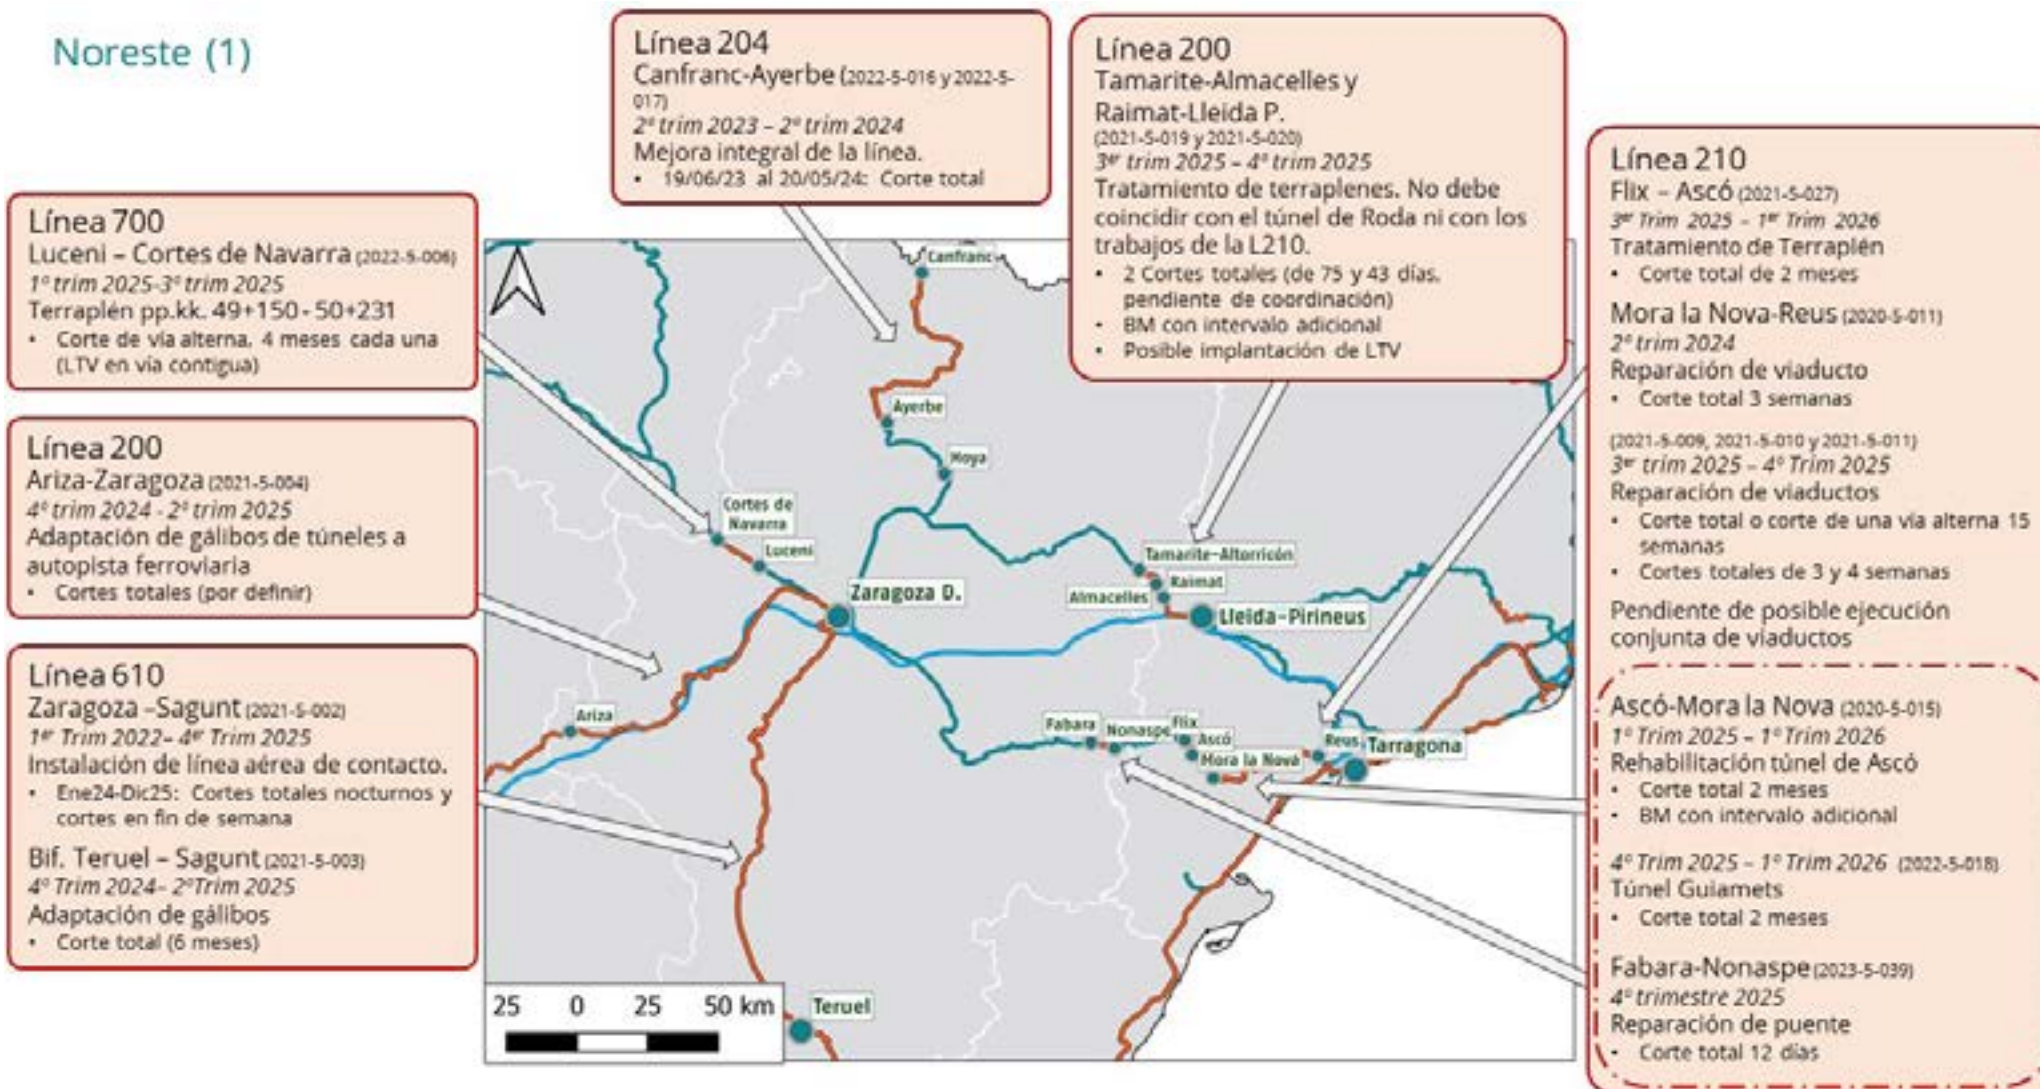 Noreste (1)
Línea 204
Canfranc-Ayerbe (2022-5-016 y 2022-5-
017)
2º trim 2023 – 2º trim 2024
Mejora integral de la línea.
• 19/06/23 al 20/05/24: Corte total
Línea 200
Tamarite-Almacelles y
Raimat-Lleida P.
(2021-5-019 y 2021-5-020)
3er trim 2025 – 4º trim 2025
Tratamiento de terraplenes. No debe
coincidir con el túnel de Roda ni con los
trabajos de la L210.
• 2 Cortes totales (de 75 y 43 días,
pendiente de coordinación)
• BM con intervalo adicional
• Posible implantación de LTV
Línea 700
Luceni – Cortes de Navarra (2022-5-006)
1º trim 2025-3º trim 2025
Terraplén pp.kk. 49+150 - 50+231
• Corte de vía alterna. 4 meses cada una
(LTV en vía contigua)
Línea 200
Ariza-Zaragoza (2021-5-004)
4º trim 2024 - 2º trim 2025
Adaptación de gálibos de túneles a
autopista ferroviaria
• Cortes totales (por definir)
Línea 610
Zaragoza –Sagunt (2021-5-002)
1er Trim 2022– 4er Trim 2025
Instalación de línea aérea de contacto.
• Ene24-Dic25: Cortes totales nocturnos y
cortes en fin de semana
Bif. Teruel – Sagunt (2021-5-003)
4º Trim 2024– 2ºTrim 2025
Adaptación de gálibos
• Corte total (6 meses)
Línea 210
Flix – Ascó (2021-5-027)
3er Trim 2025 – 1er Trim 2026
Tratamiento de Terraplén
• Corte total de 2 meses
Mora la Nova-Reus (2020-5-011)
2º trim 2024
Reparación de viaducto
• Corte total 3 semanas
(2021-5-009, 2021-5-010 y 2021-5-011)
3er trim 2025 – 4º Trim 2025
Reparación de viaductos
• Corte total o corte de una vía alterna 15
semanas
• Cortes totales de 3 y 4 semanas
Pendiente de posible ejecución
conjunta de viaductos
Ascó-Mora la Nova (2020-5-015)
1º Trim 2025 – 1º Trim 2026
Rehabilitación túnel de Ascó
• Corte total 2 meses
• BM con intervalo adicional
4º Trim 2025 – 1º Trim 2026 (2022-5-018)
Túnel Guiamets
• Corte total 2 meses
Fabara-Nonaspe (2023-5-039)
4º trimestre 2025
Reparación de puente
• Corte total 12 días
Canfranc
Ayerbe
Hoya
Cortes de
Navarra
Luceni
Zaragoza D.
Tamarite-Altorricón
Raimat
Almacelles
Lleida-Pirineus
Ariza
Fabara
Nonaspe
Flix
Ascó
Mora la Nova
Reus
Tarragona
Teruel
25 0 25 50 km